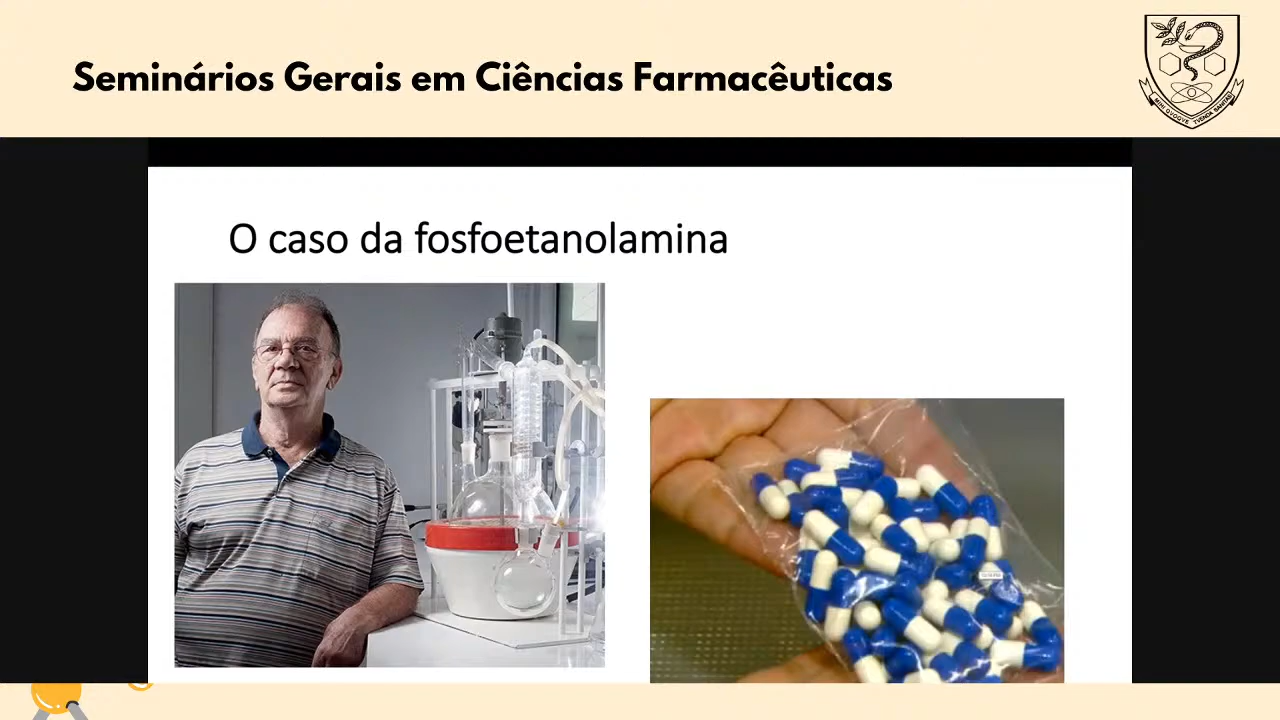 Seminários Gerais em Ciências Farmacêuticas
O caso da fosfoetanolamina